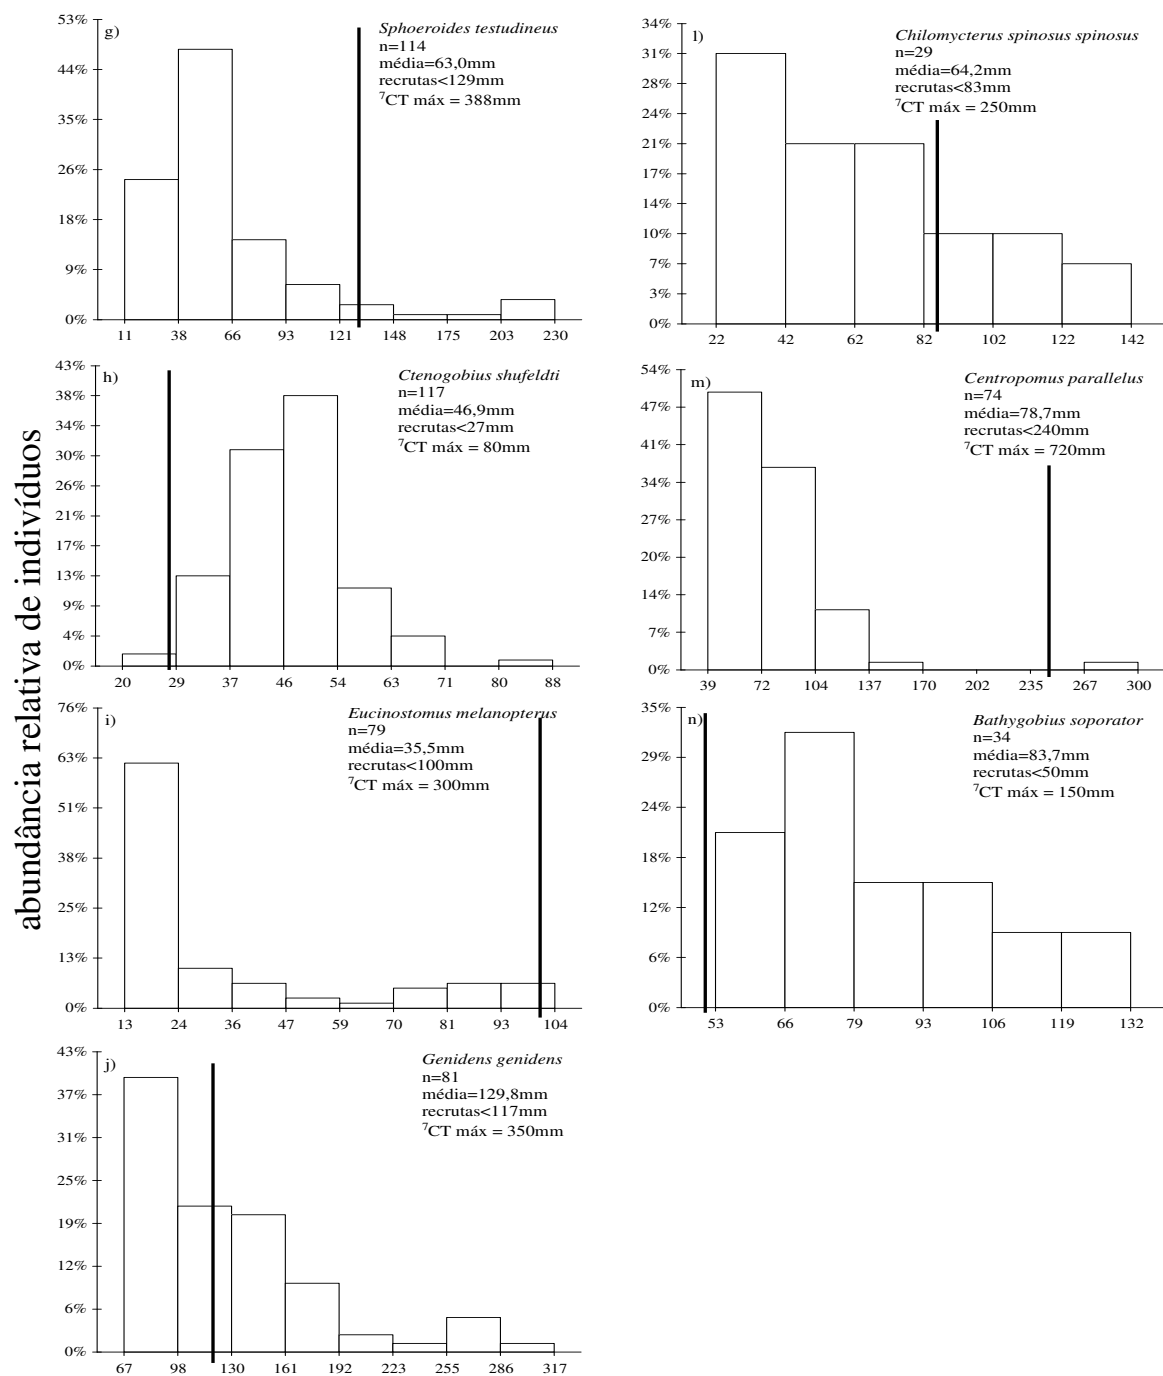 abundância relativa de indivíduos
g)
Sphoeroides testudineus
n=114
média=63,0mm
recrutas<129mm
⁷CT máx = 388mm
53%
44%
35%
26%
18%
9%
0%
11 38 66 93 121 148 175 203 230
l)
Chilomycterus spinosus spinosus
n=29
média=64,2mm
recrutas<83mm
⁷CT máx = 250mm
34%
31%
28%
24%
21%
17%
14%
10%
7%
3%
0%
22 42 62 82 102 122 142
h)
Ctenogobius shufeldti
n=117
média=46,9mm
recrutas<27mm
⁷CT máx = 80mm
43%
38%
34%
30%
26%
21%
17%
13%
9%
4%
0%
20 29 37 46 54 63 71 80 88
m)
Centropomus parallelus
n=74
média=78,7mm
recrutas<240mm
⁷CT máx = 720mm
54%
47%
41%
34%
27%
20%
14%
7%
0%
39 72 104 137 170 202 235 267 300
i)
Eucinostomus melanopterus
n=79
média=35,5mm
recrutas<100mm
⁷CT máx = 300mm
76%
63%
51%
38%
25%
13%
0%
13 24 36 47 59 70 81 93 104
n)
Bathygobius soporator
n=34
média=83,7mm
recrutas<50mm
⁷CT máx = 150mm
35%
29%
24%
18%
12%
6%
0%
53 66 79 93 106 119 132
j)
Genidens genidens
n=81
média=129,8mm
recrutas<117mm
⁷CT máx = 350mm
43%
37%
31%
25%
19%
12%
6%
0%
67 98 130 161 192 223 255 286 317